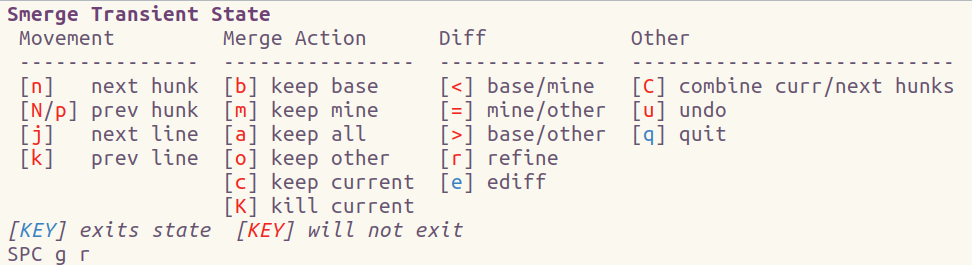 Smerge Transient State
 Movement         Merge Action      Diff            Other
 ---------------  ----------------  --------------  ---------------------------
 [n]   next hunk  [b] keep base     [<] base/mine   [C] combine curr/next hunks
 [N/p] prev hunk  [m] keep mine     [=] mine/other  [u] undo
 [j]   next line  [a] keep all      [>] base/other  [q] quit
 [k]   prev line  [o] keep other    [r] refine
                  [c] keep current  [e] ediff
                  [K] kill current
[KEY] exits state  [KEY] will not exit
SPC g r